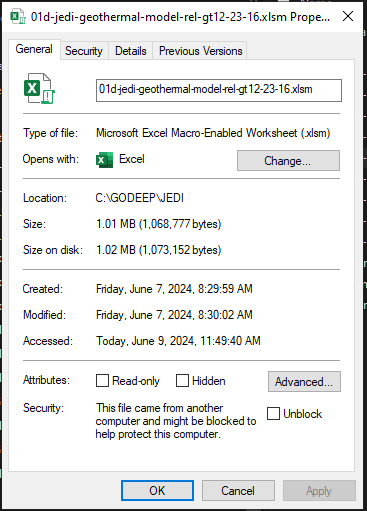 01d-jedi-geothermal-model-rel-gt12-23-16.xlsm Prope...
General
Security
Details
Previous Versions
01d-jedi-geothermal-model-rel-gt12-23-16.xlsm
Type of file: Microsoft Excel Macro-Enabled Worksheet (.xlsm)
Opens with: Excel
Change...
Location: C:\GODEEP\JEDI
Size: 1.01 MB (1,068,777 bytes)
Size on disk: 1.02 MB (1,073,152 bytes)
Created: Friday, June 7, 2024, 8:29:59 AM
Modified: Friday, June 7, 2024, 8:30:02 AM
Accessed: Today, June 9, 2024, 11:49:40 AM
Attributes: Read-only Hidden Advanced...
Security: This file came from another
computer and might be blocked to
help protect this computer.
Unblock
OK
Cancel
Apply